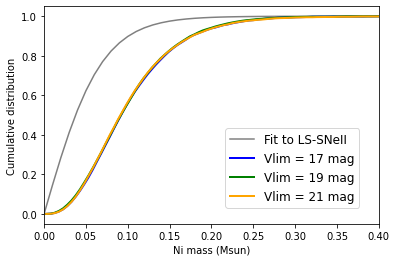 1.0
0.8
0.6
0.4
0.2
0.0
Cumulative distribution
Fit to LS-SNeII
Vlim = 17 mag
Vlim = 19 mag
Vlim = 21 mag
0.00 0.05 0.10 0.15 0.20 0.25 0.30 0.35 0.40
Ni mass (Msun)